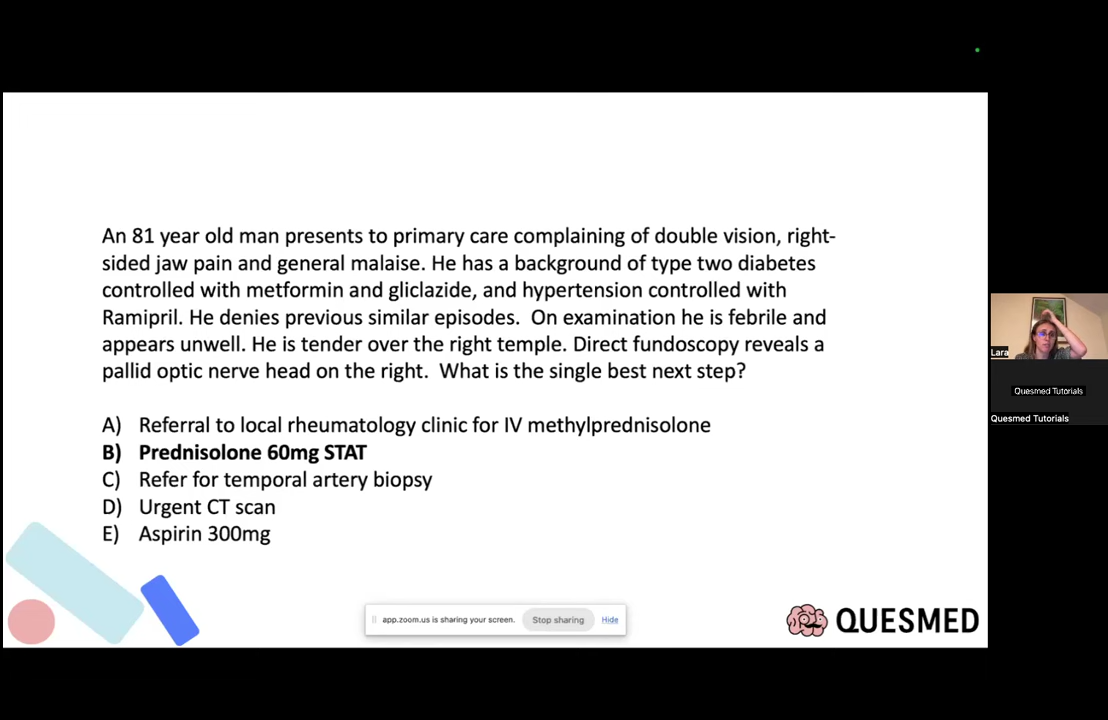 An 81 year old man presents to primary care complaining of double vision, right-
sided jaw pain and general malaise. He has a background of type two diabetes
controlled with metformin and gliclazide, and hypertension controlled with
Ramipril. He denies previous similar episodes.  On examination he is febrile and
appears unwell. He is tender over the right temple. Direct fundoscopy reveals a
pallid optic nerve head on the right.  What is the single best next step?
A) Referral to local rheumatology clinic for IV methylprednisolone
B) Prednisolone 60mg STAT
C) Refer for temporal artery biopsy
D) Urgent CT scan
E) Aspirin 300mg
Lara
Quesmed Tutorials
Quesmed Tutorials
app.zoom.us is sharing your screen. Stop sharing Hide
QUESMED